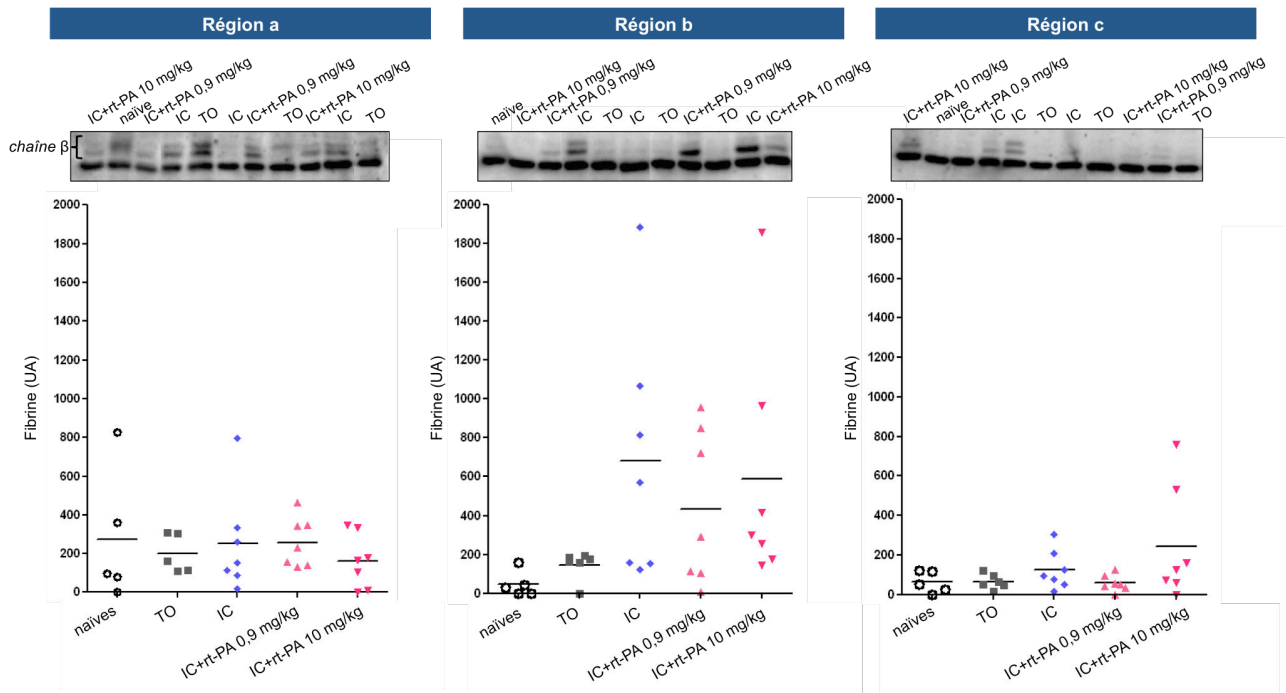 Région a
Région b
Région c
IC+rt-PA 10 mg/kg
naïve
IC+rt-PA 0,9 mg/kg
IC
TO
IC
IC+rt-PA 0,9 mg/kg
TO
IC+rt-PA 10 mg/kg
IC
TO
naïve
IC+rt-PA 10 mg/kg
IC+rt-PA 0,9 mg/kg
IC
TO
IC
TO
IC+rt-PA 0,9 mg/kg
TO
IC
IC+rt-PA 10 mg/kg
IC+rt-PA 10 mg/kg
naïve
IC+rt-PA 0,9 mg/kg
IC
IC
TO
IC
TO
IC+rt-PA 10 mg/kg
IC+rt-PA 0,9 mg/kg
TO
chaîne β
Fibrine (UA)
2000
1800
1600
1400
1200
1000
800
600
400
200
0
naïves
TO
IC
IC+rt-PA 0,9 mg/kg
IC+rt-PA 10 mg/kg
Fibrine (UA)
2000
1800
1600
1400
1200
1000
800
600
400
200
0
naïves
TO
IC
IC+rt-PA 0,9 mg/kg
IC+rt-PA 10 mg/kg
Fibrine (UA)
2000
1800
1600
1400
1200
1000
800
600
400
200
0
naïves
TO
IC
IC+rt-PA 0,9 mg/kg
IC+rt-PA 10 mg/kg